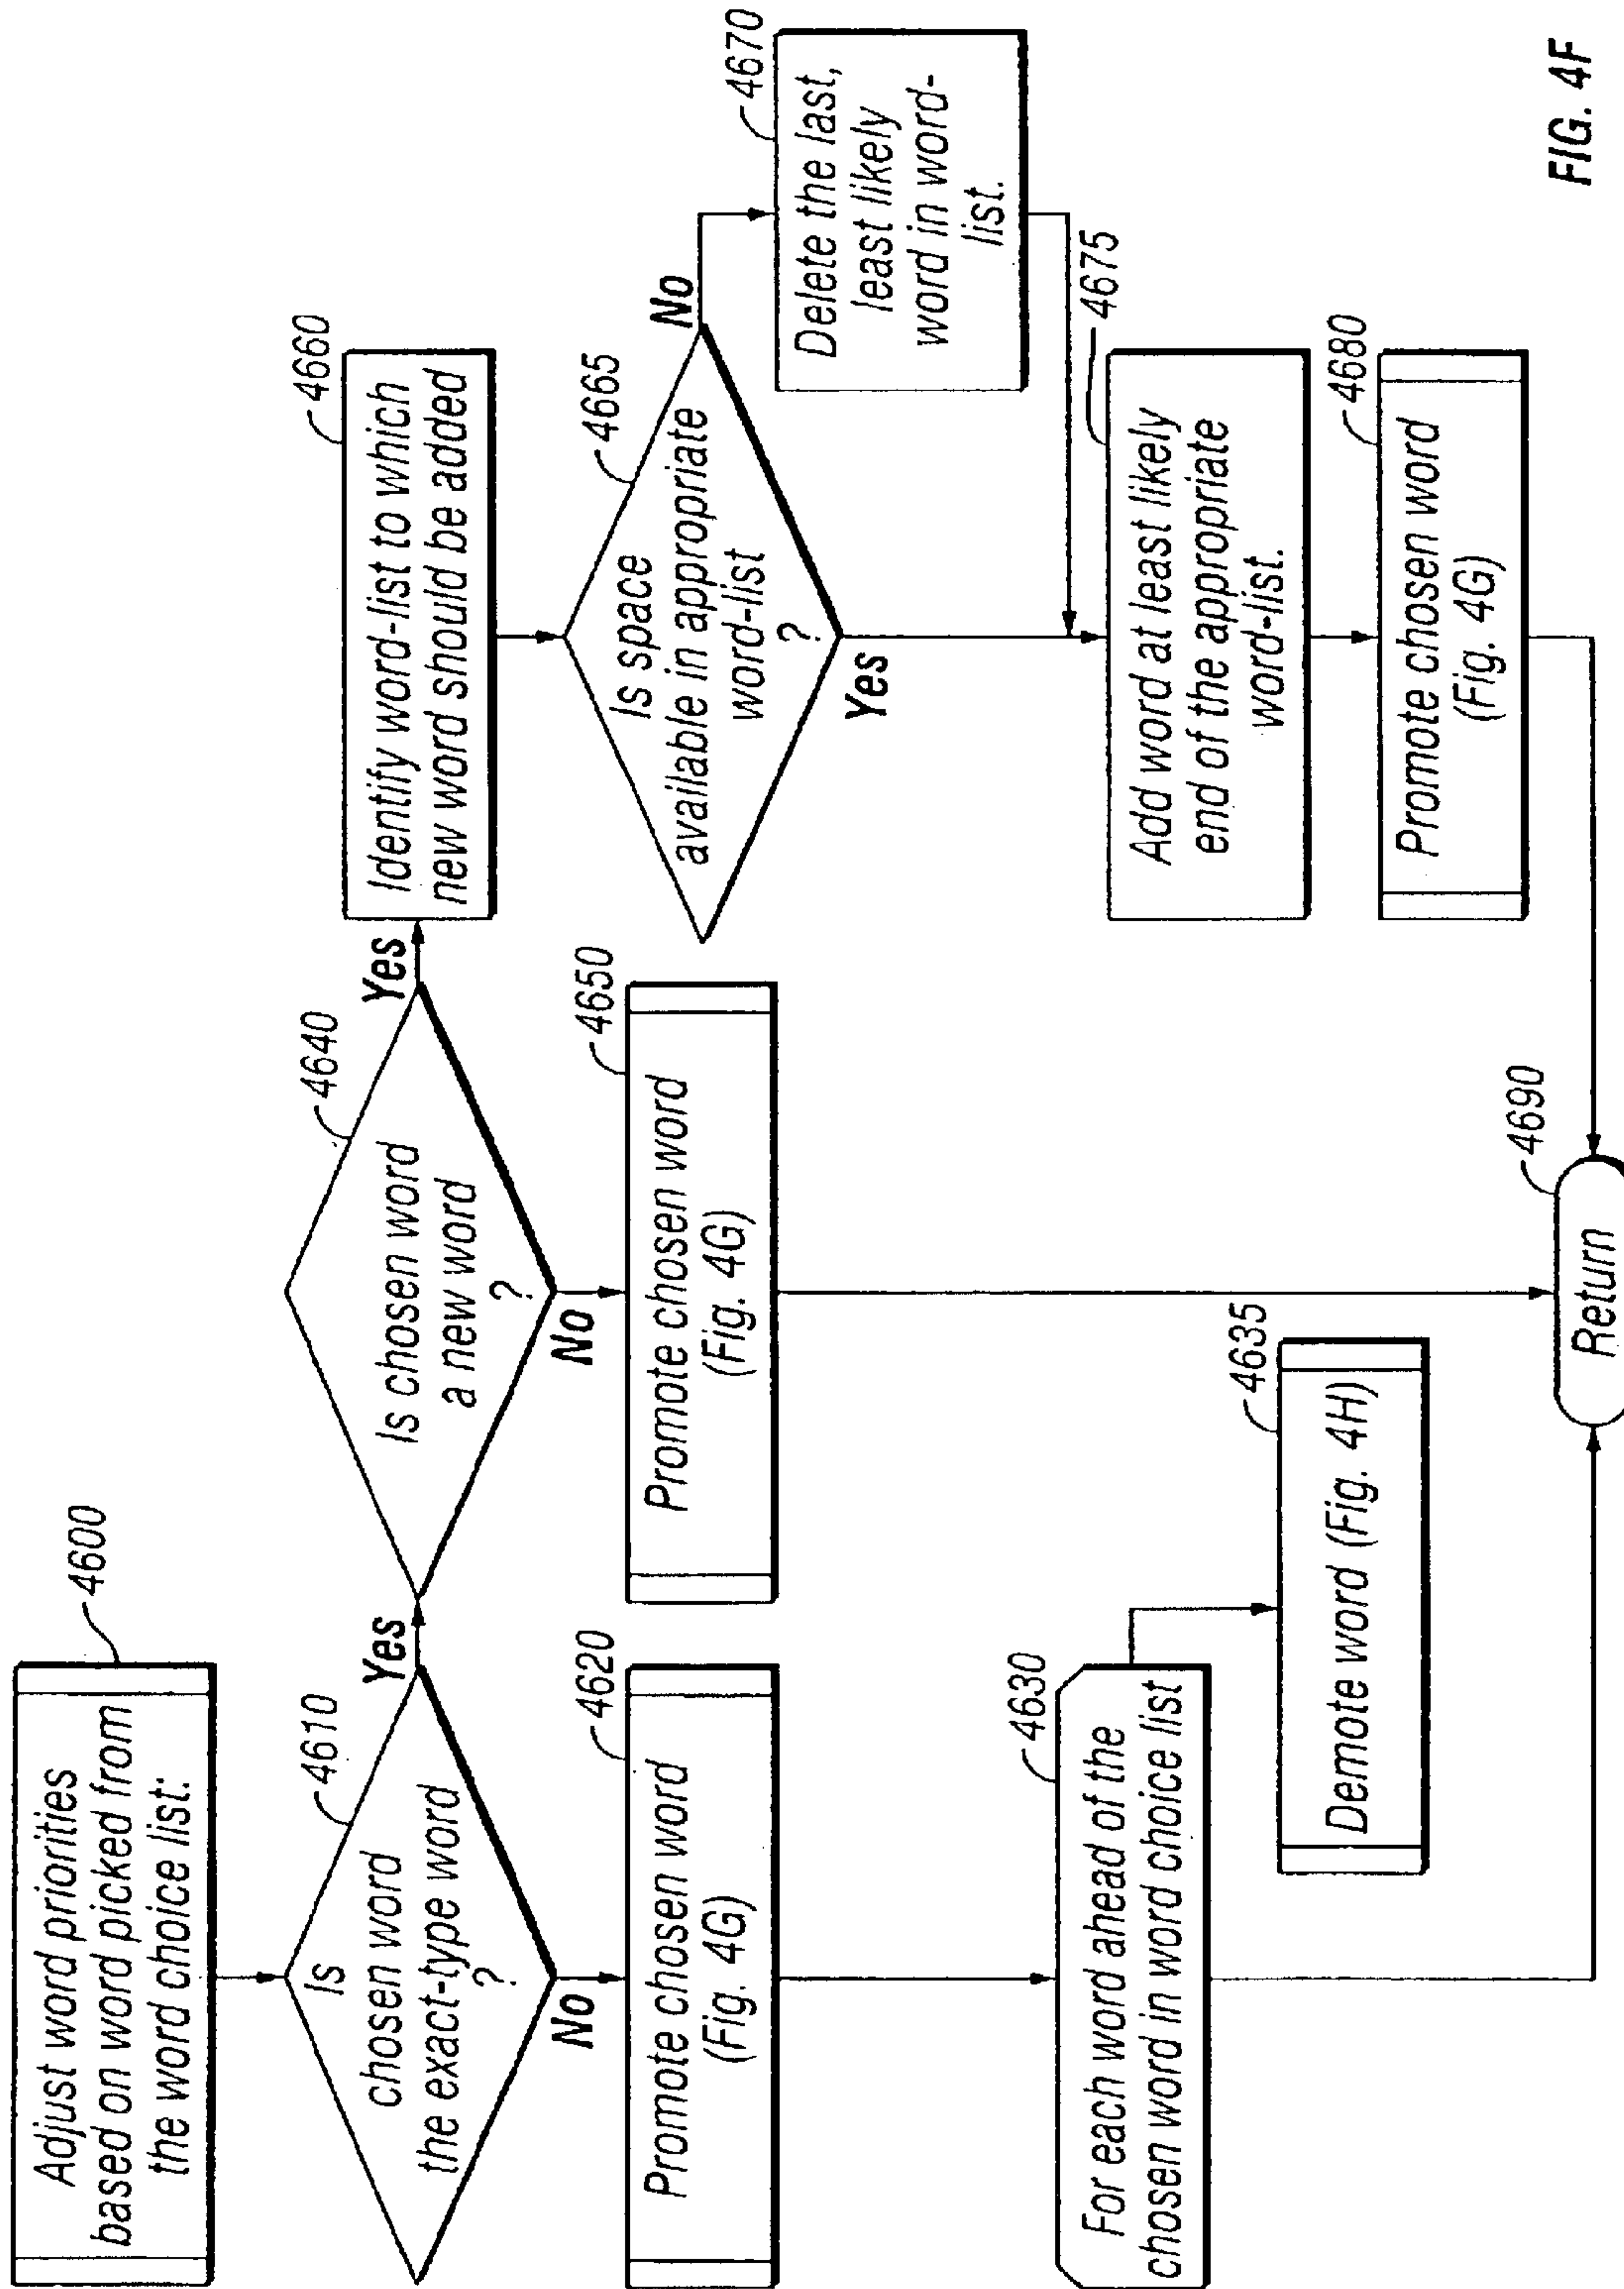 4600
Adjust word priorities
based on word picked from
the word choice list:
4610
Is
chosen word
the exact-type word
?
Yes
No
4620
Promote chosen word
(Fig. 4G)
4630
For each word ahead of the
chosen word in word choice list
4635
Demote word (Fig. 4H)
4640
Is chosen word
a new word
?
Yes
No
4650
Promote chosen word
(Fig. 4G)
4660
Identify word-list to which
new word should be added
4665
Is space
available in appropriate
word-list
?
No
Yes
4670
Delete the last,
least likely
word in word-
list.
4675
Add word at least likely
end of the appropriate
word-list.
4680
Promote chosen word
(Fig. 4G)
4690
Return
FIG. 4F